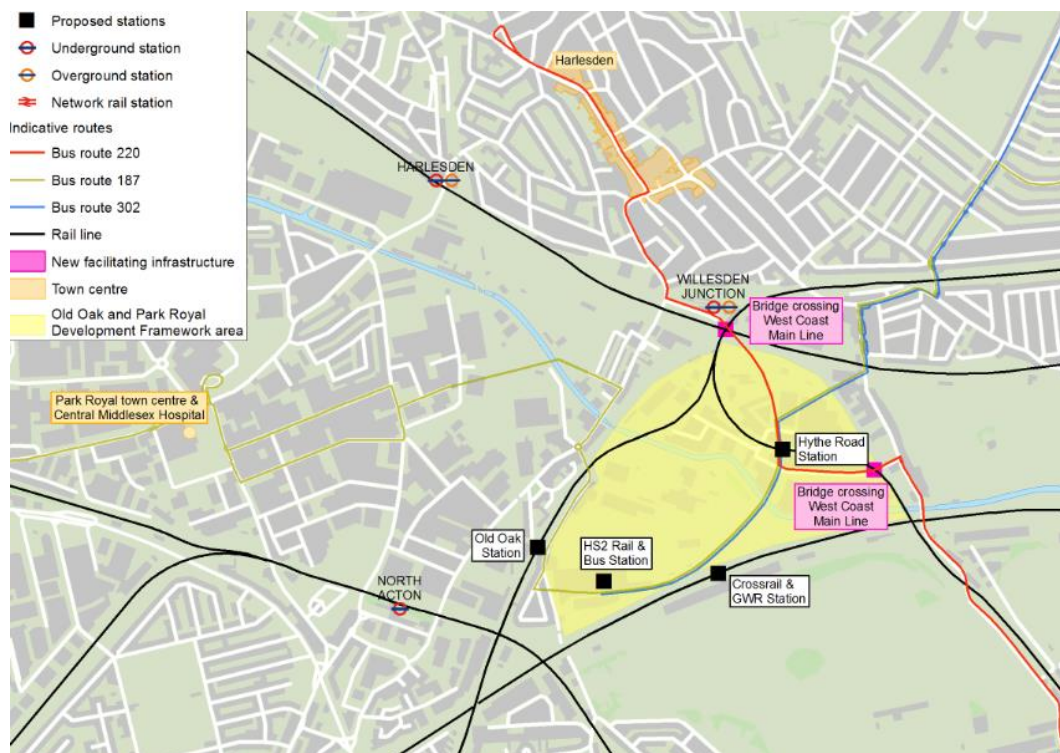 Proposed stations
Underground station
Overground station
Network rail station
Indicative routes
Bus route 220
Bus route 187
Bus route 302
Rail line
New facilitating infrastructure
Town centre
Old Oak and Park Royal
Development Framework area
Harlesden
HARLESDEN
WILLESDEN
JUNCTION
Bridge crossing
West Coast
Main Line
Park Royal town centre &
Central Middlesex Hospital
Hythe Road
Station
Bridge crossing
West Coast
Main Line
Old Oak
Station
HS2 Rail &
Bus Station
Crossrail &
GWR Station
NORTH
ACTON